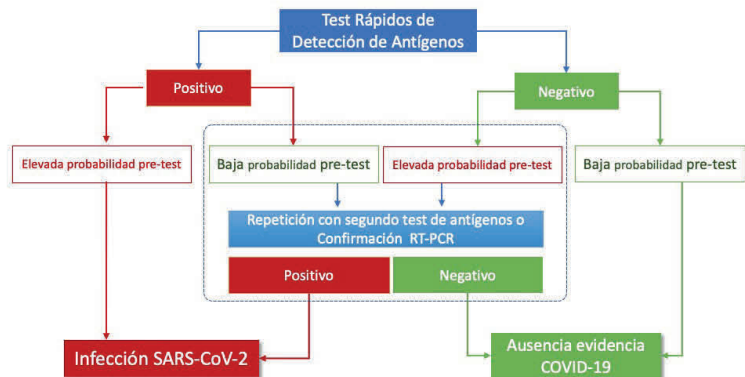 Test Rápidos de
Detección de Antígenos
Positivo
Negativo
Elevada probabilidad pre-test
Baja probabilidad pre-test
Elevada probabilidad pre-test
Baja probabilidad pre-test
Repetición con segundo test de antígenos o
Confirmación RT-PCR
Positivo
Negativo
Infección SARS-CoV-2
Ausencia evidencia
COVID-19